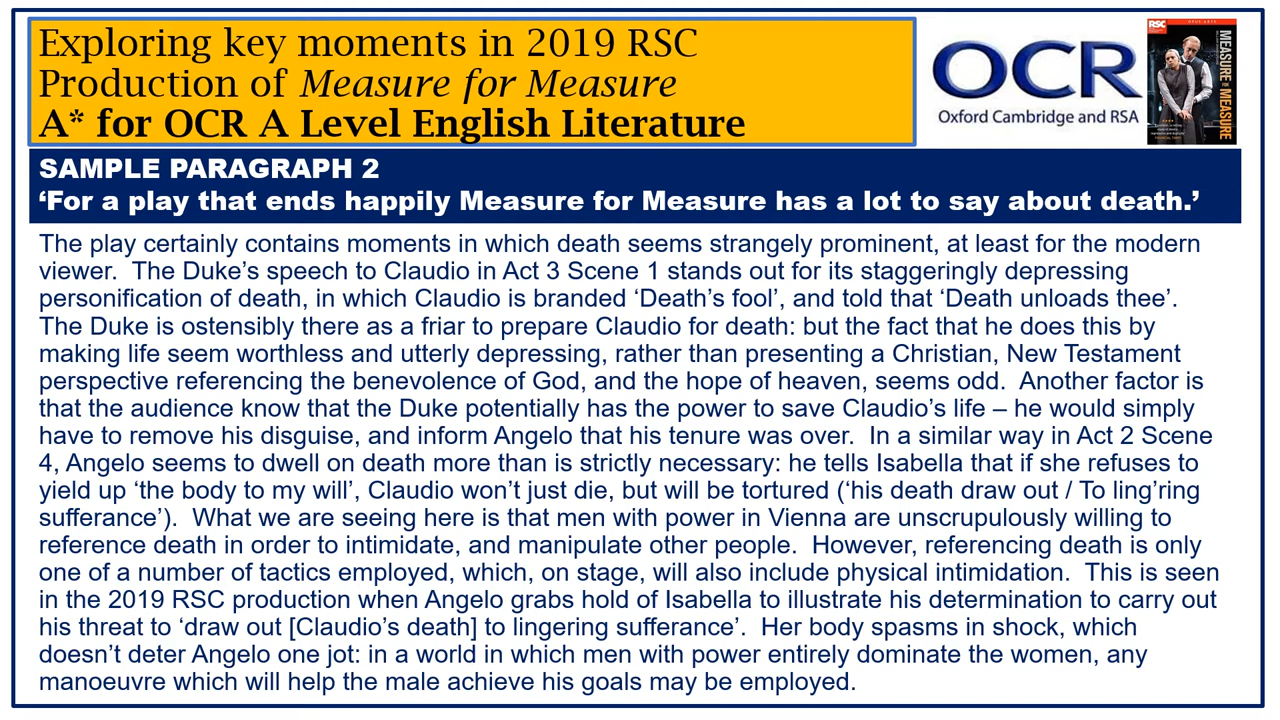 Exploring key moments in 2019 RSC
Production of Measure for Measure
A* for OCR A Level English Literature
OCR
Oxford Cambridge and RSA
RSC
OPUS ARTE
MEASURE FOR MEASURE
SAMPLE PARAGRAPH 2
‘For a play that ends happily Measure for Measure has a lot to say about death.’
The play certainly contains moments in which death seems strangely prominent, at least for the modern
viewer.  The Duke’s speech to Claudio in Act 3 Scene 1 stands out for its staggeringly depressing
personification of death, in which Claudio is branded ‘Death’s fool’, and told that ‘Death unloads thee’.
The Duke is ostensibly there as a friar to prepare Claudio for death: but the fact that he does this by
making life seem worthless and utterly depressing, rather than presenting a Christian, New Testament
perspective referencing the benevolence of God, and the hope of heaven, seems odd.  Another factor is
that the audience know that the Duke potentially has the power to save Claudio’s life – he would simply
have to remove his disguise, and inform Angelo that his tenure was over.  In a similar way in Act 2 Scene
4, Angelo seems to dwell on death more than is strictly necessary: he tells Isabella that if she refuses to
yield up ‘the body to my will’, Claudio won’t just die, but will be tortured (‘his death draw out / To ling’ring
sufferance’).  What we are seeing here is that men with power in Vienna are unscrupulously willing to
reference death in order to intimidate, and manipulate other people.  However, referencing death is only
one of a number of tactics employed, which, on stage, will also include physical intimidation.  This is seen
in the 2019 RSC production when Angelo grabs hold of Isabella to illustrate his determination to carry out
his threat to ‘draw out [Claudio’s death] to lingering sufferance’.  Her body spasms in shock, which
doesn’t deter Angelo one jot: in a world in which men with power entirely dominate the women, any
manoeuvre which will help the male achieve his goals may be employed.